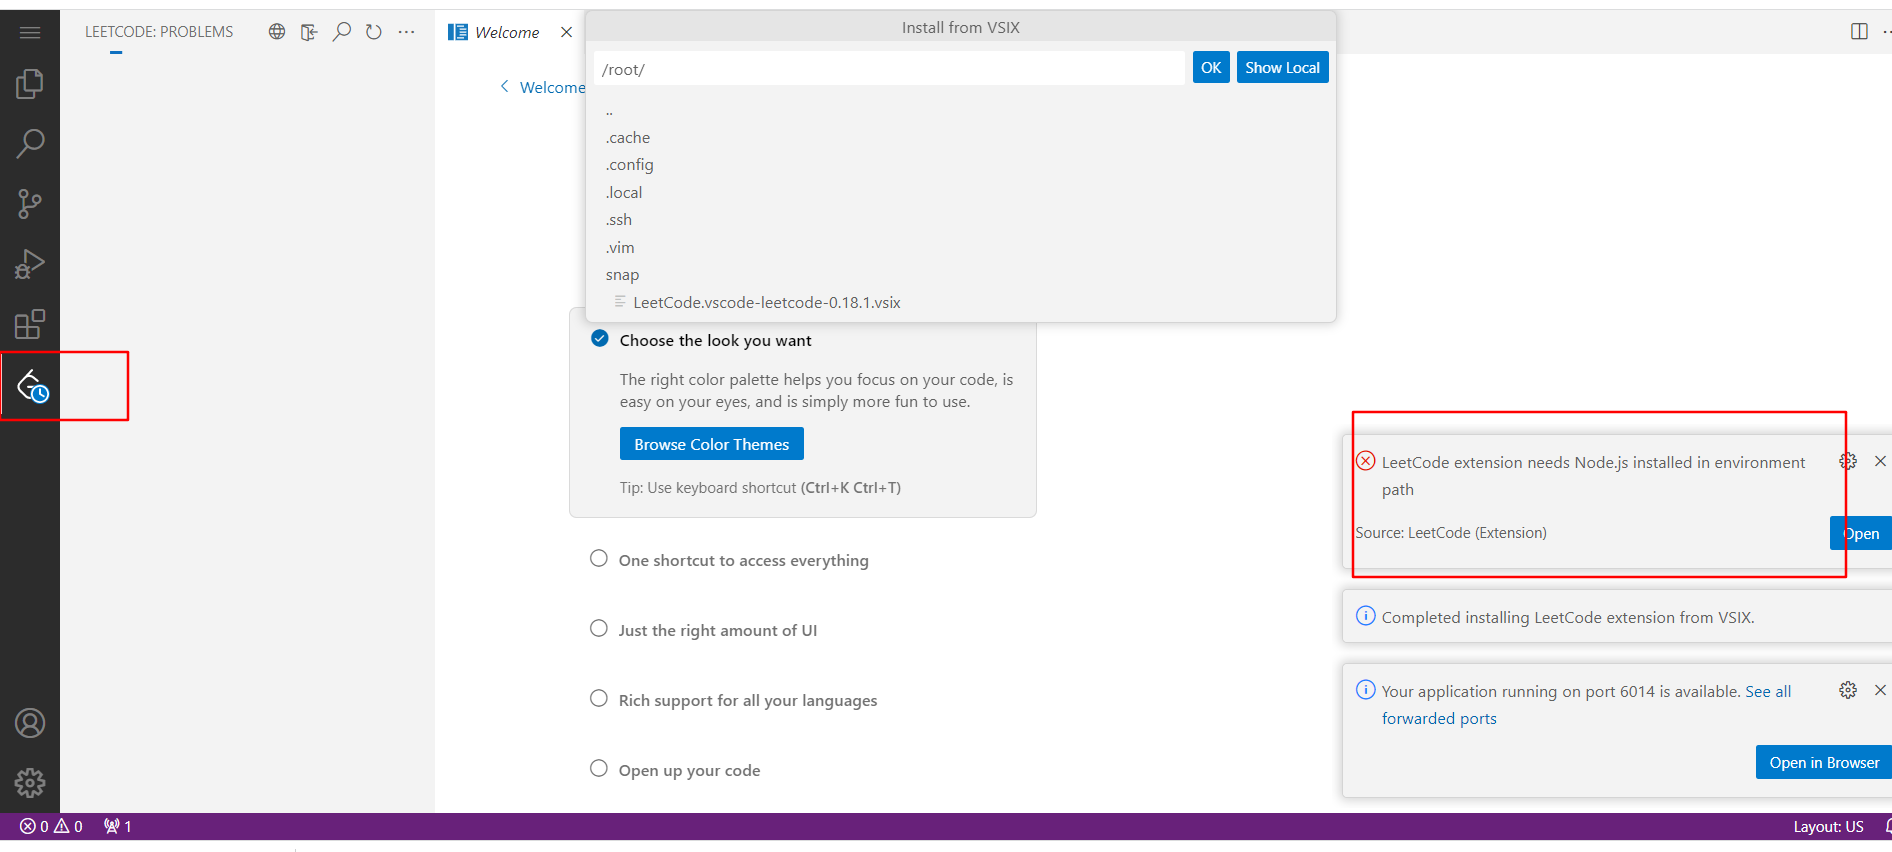 LEETCODE: PROBLEMS
Welcome
Install from VSIX
/root/
OK
Show Local
Welcome
..
.cache
.config
.local
.ssh
.vim
snap
LeetCode.vscode-leetcode-0.18.1.vsix
Choose the look you want
The right color palette helps you focus on your code, is
easy on your eyes, and is simply more fun to use.
Browse Color Themes
Tip: Use keyboard shortcut (Ctrl+K Ctrl+T)
One shortcut to access everything
Just the right amount of UI
Rich support for all your languages
Open up your code
LeetCode extension needs Node.js installed in environment
path
Source: LeetCode (Extension)
Open
Completed installing LeetCode extension from VSIX.
Your application running on port 6014 is available. See all
forwarded ports
Open in Browser
0 0 1
Layout: US